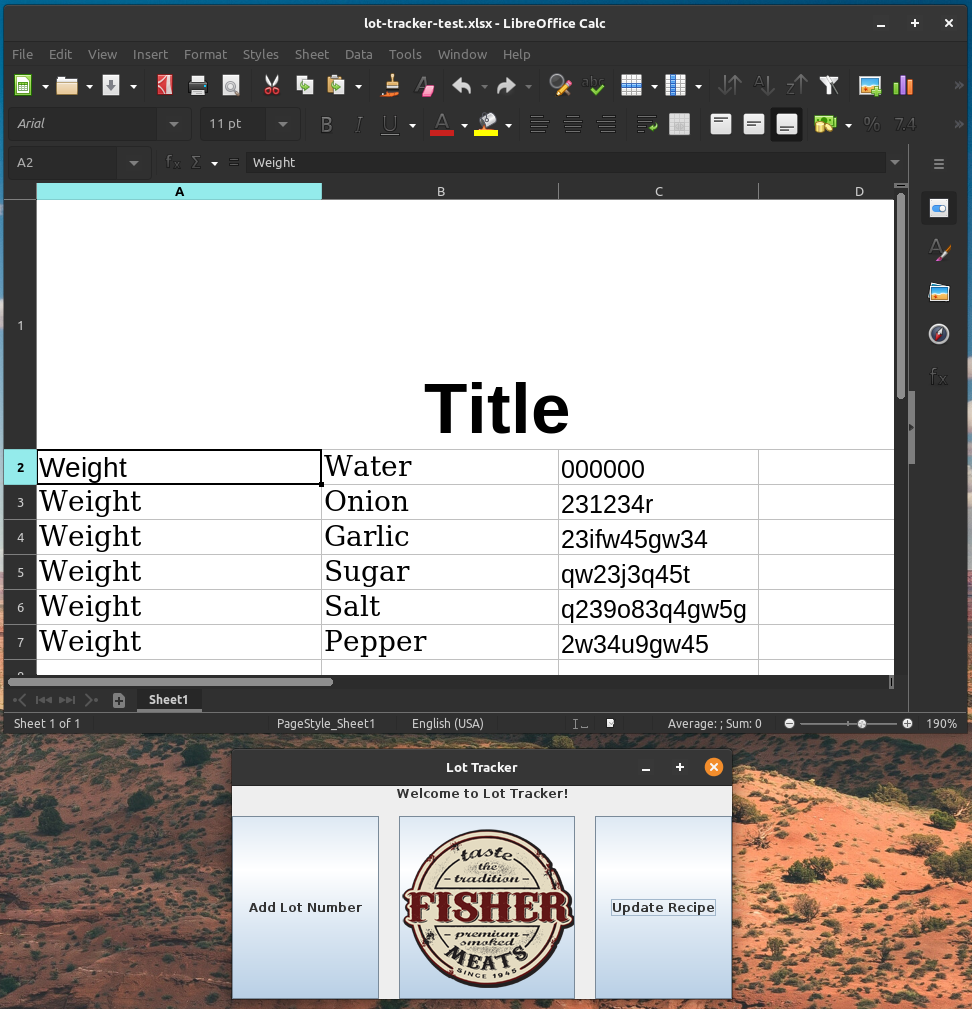 lot-tracker-test.xlsx - LibreOffice Calc
File Edit View Insert Format Styles Sheet Data Tools Window Help
Arial 11 pt
A2 Weight
A B C D
1 Title
2 Weight Water 000000
3 Weight Onion 231234r
4 Weight Garlic 23ifw45gw34
5 Weight Sugar qw23j3q45t
6 Weight Salt q239o83q4gw5g
7 Weight Pepper 2w34u9gw45
Sheet1
Sheet 1 of 1 PageStyle_Sheet1 English (USA) Average: ; Sum: 0 190%
Lot Tracker
Welcome to Lot Tracker!
Add Lot Number
taste
the
tradition
FISHER
premium
smoked
MEATS
SINCE 1945
Update Recipe